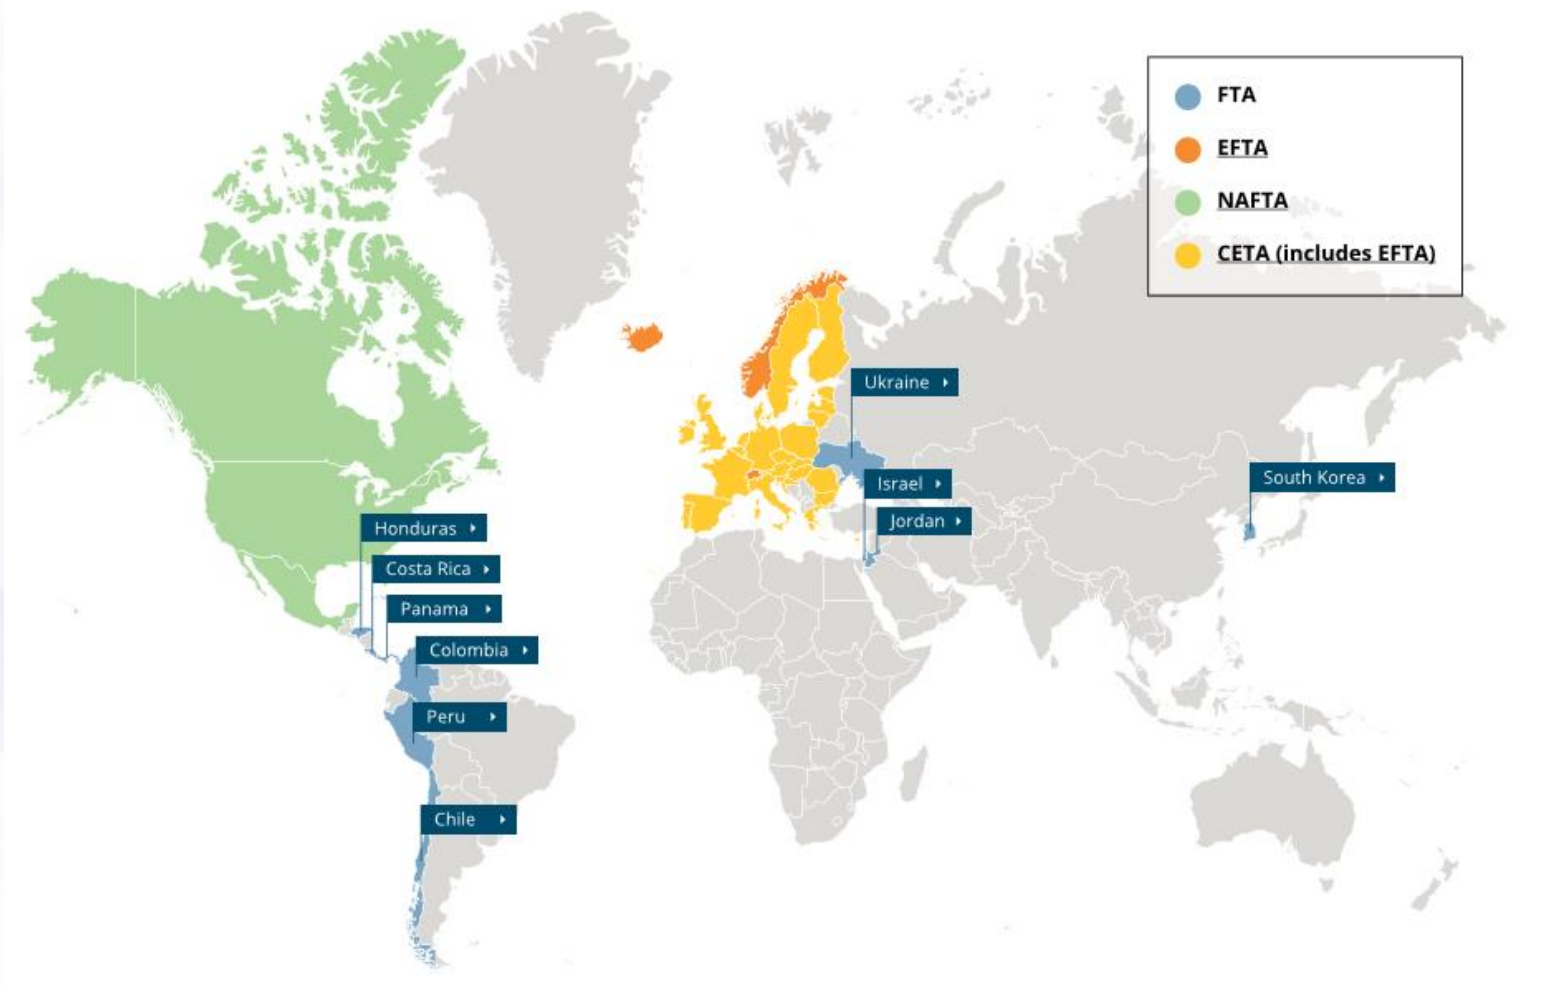 FTA
EFTA
NAFTA
CETA (includes EFTA)
Ukraine
Israel
South Korea
Jordan
Honduras
Costa Rica
Panama
Colombia
Peru
Chile